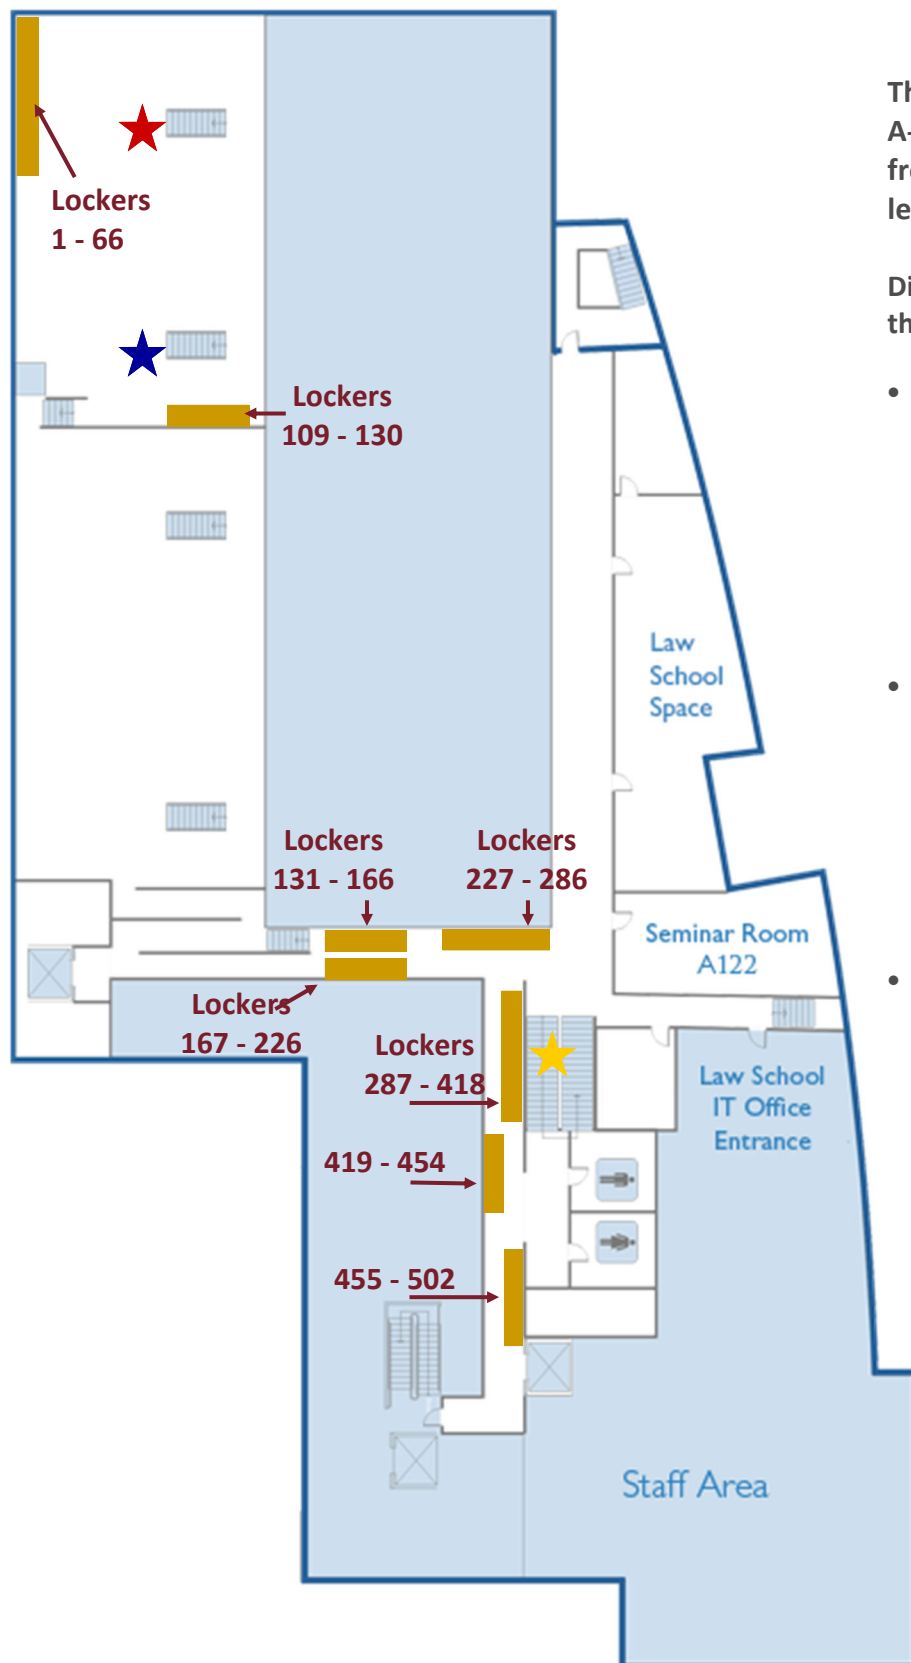 Lockers
1 - 66
Lockers
109 - 130
Law
School
Space
Lockers
131 - 166
Lockers
227 - 286
Seminar Room
A122
Lockers
167 - 226
Lockers
287 - 418
Law School
IT Office
Entrance
419 - 454
455 - 502
Staff Area
•
•
•